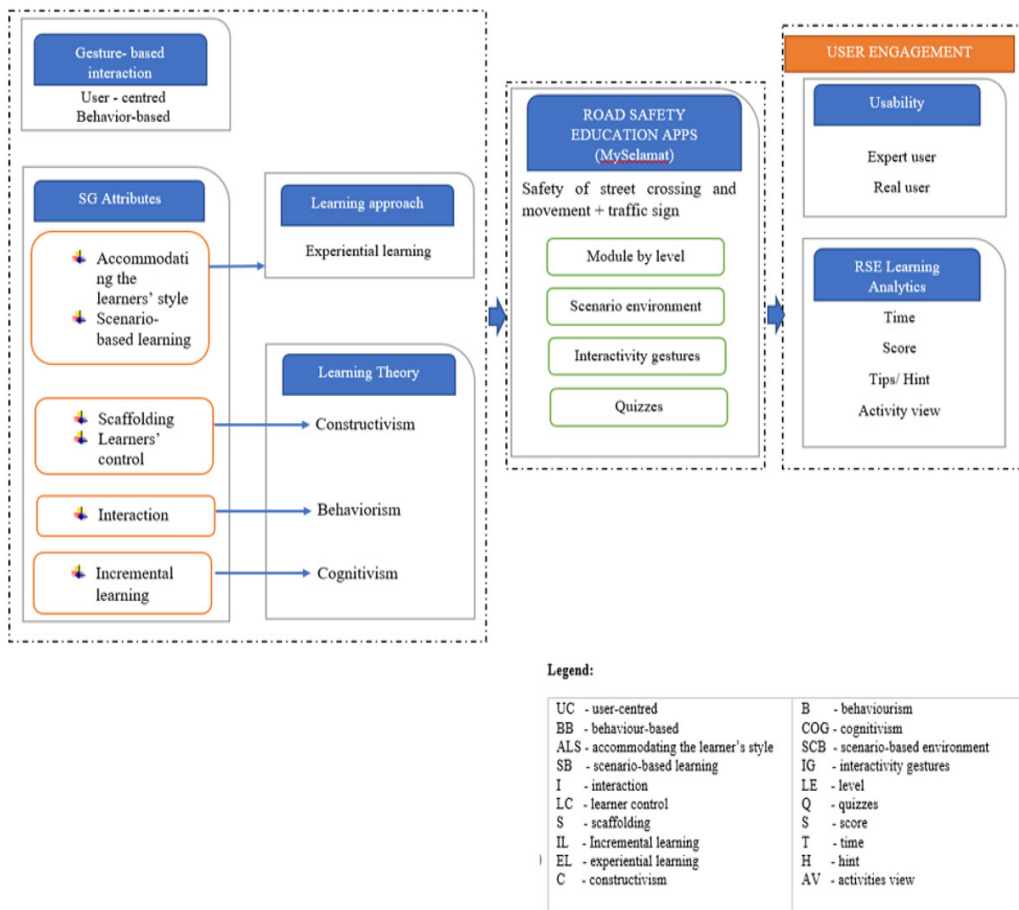 Gesture- based
interaction
User - centred
Behavior-based
SG Attributes
Accommodati
ng the
learners' style
Scenario-
based learning
Scaffolding
Learners'
control
Interaction
Incremental
learning
Learning approach
Experiential learning
Learning Theory
Constructivism
Behaviorism
Cognitivism
ROAD SAFETY
EDUCATION APPS
(MySelamat)
Safety of street crossing and
movement + traffic sign
Module by level
Scenario environment
Interactivity gestures
Quizzes
USER ENGAGEMENT
Usability
Expert user
Real user
RSE Learning
Analytics
Time
Score
Tips/ Hint
Activity view
Legend:
UC - user-centred
BB - behaviour-based
ALS - accommodating the learner's style
SB - scenario-based learning
I - interaction
LC - learner control
S - scaffolding
IL - Incremental learning
) EL - experiential learning
C - constructivism
B - behaviourism
COG - cognitivism
SCB - scenario-based environment
IG - interactivity gestures
LE - level
Q - quizzes
S - score
T - time
H - hint
AV - activities view